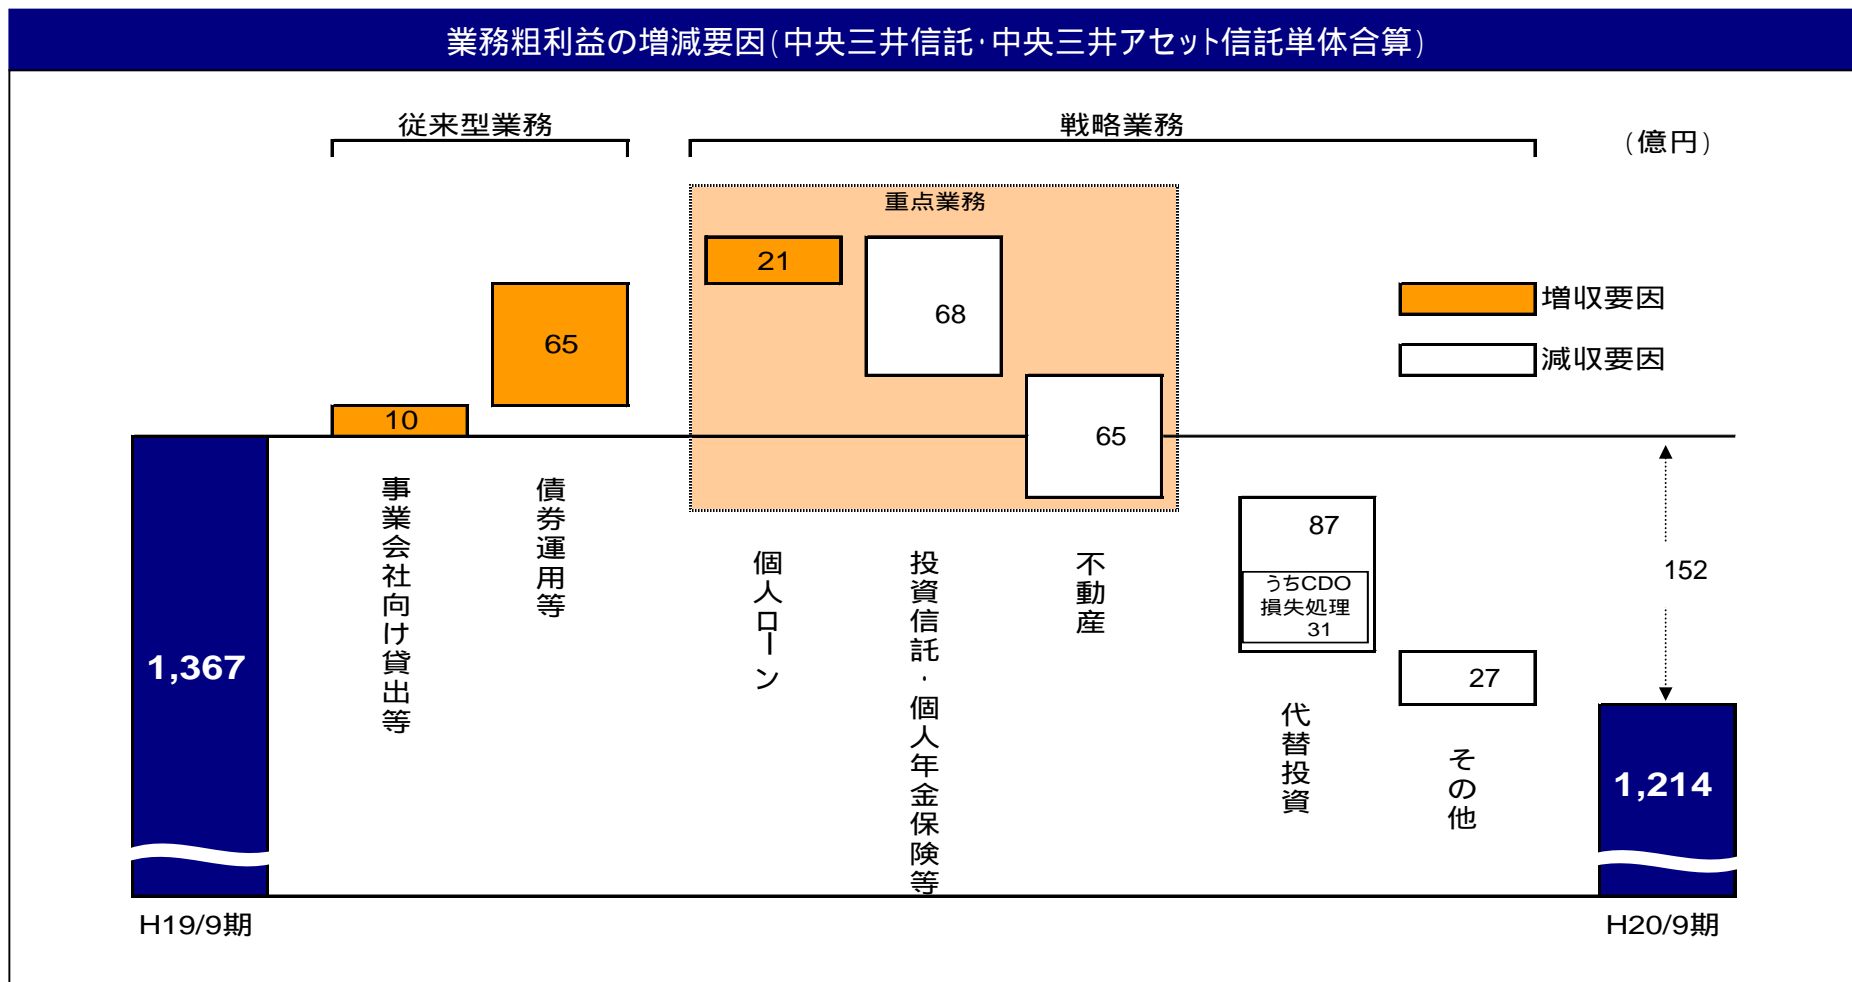 業務粗利益の増減要因(中央三井信託・中央三井アセット信託単体合算)
従来型業務
戦略業務
(億円)
重点業務
21
68
65
10
65
増収要因
減収要因
事業会社向け貸出等
債券運用等
個人ローン
投資信託・個人年金保険等
不動産
87
うちCDO
損失処理
31
27
代替投資
その他
152
1,367
1,214
H19/9期
H20/9期